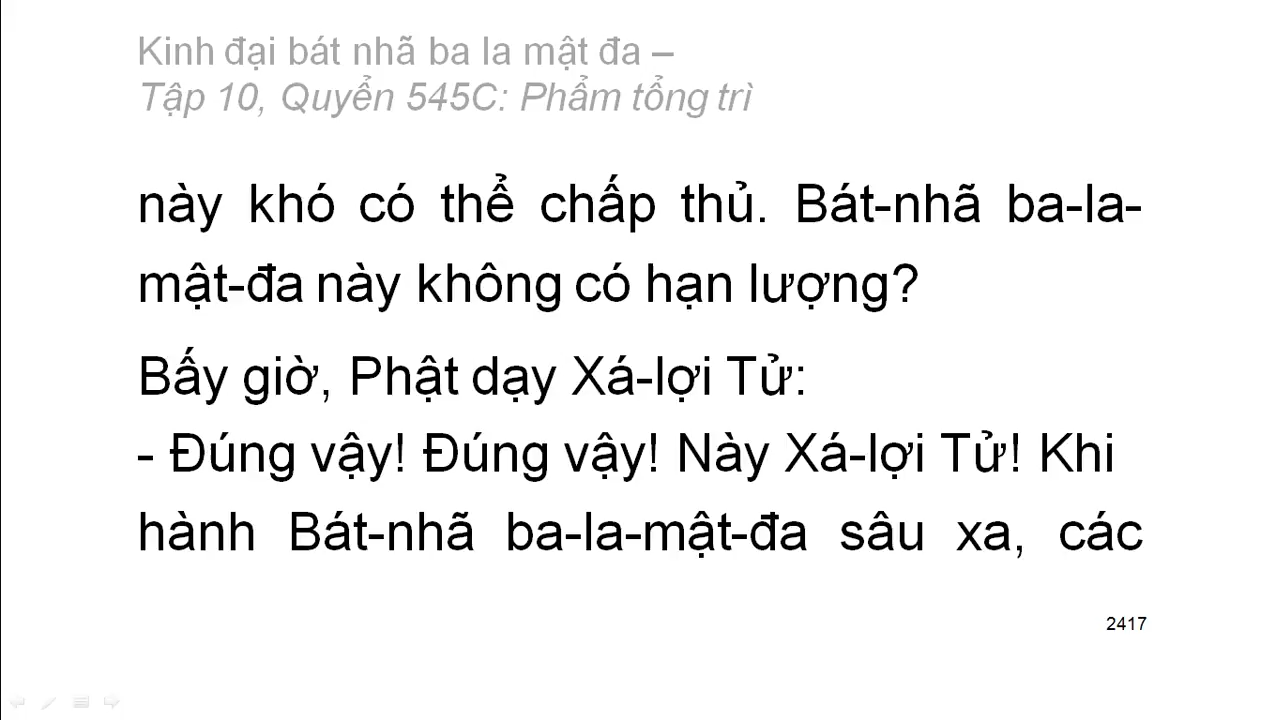 Kinh đại bát nhã ba la mật đa –
Tập 10, Quyển 545C: Phẩm tổng trì
này khó có thể chấp thủ. Bát-nhã ba-la-
mật-đa này không có hạn lượng?
Bấy giờ, Phật dạy Xá-lợi Tử:
- Đúng vậy! Đúng vậy! Này Xá-lợi Tử! Khi
hành Bát-nhã ba-la-mật-đa sâu xa, các
2417